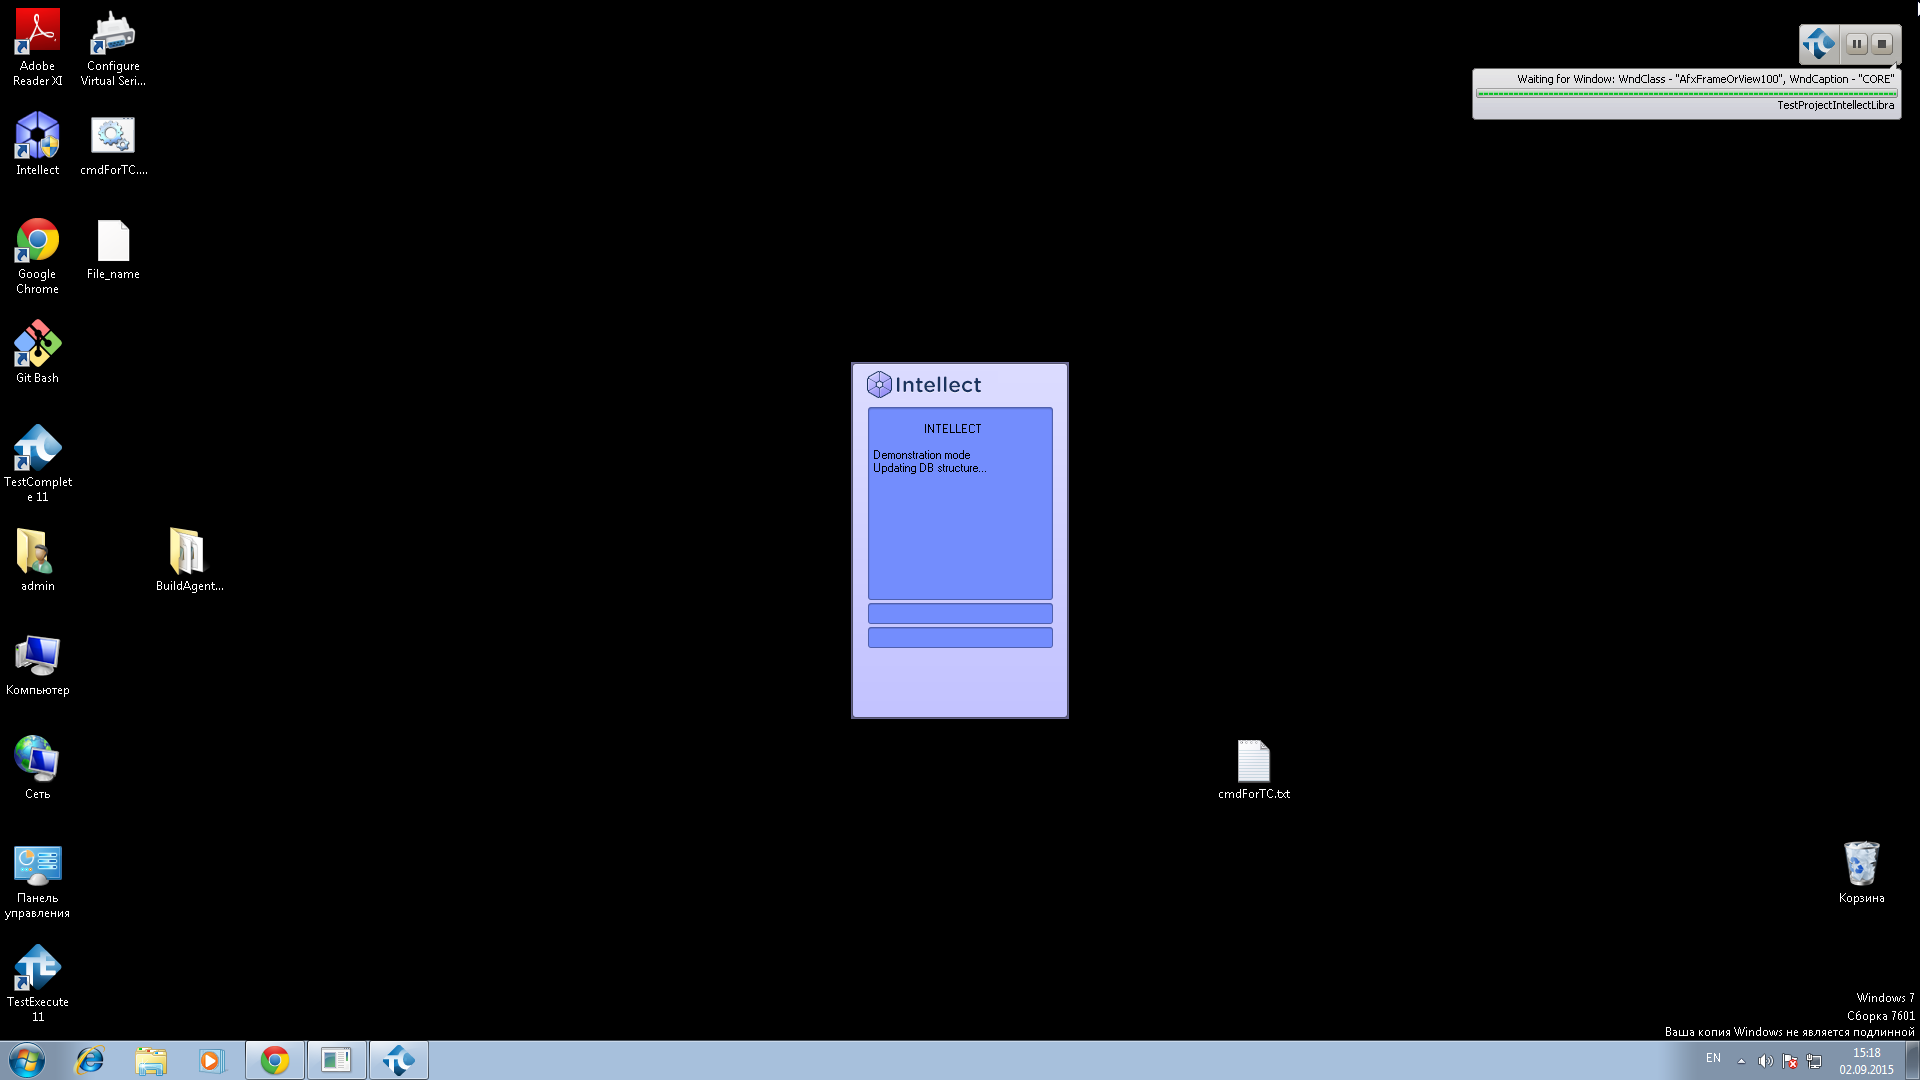 Adobe
Reader XI
Configure
Virtual Seri...
Intellect
cmdForTC....
Google
Chrome
File_name
Git Bash
TestComplet
e 11
admin
BuildAgent...
Компьютер
Сеть
Панель
управления
TestExecute
11
Waiting for Window: WndClass - "AfxFrameOrView100", WndCaption - "CORE"
TestProjectIntellectLibra
Intellect
INTELLECT
Demonstration mode
Updating DB structure...
cmdForTC.txt
Корзина
Windows 7
Сборка 7601
Ваша копия Windows не является подлинной
EN
15:18
02.09.2015